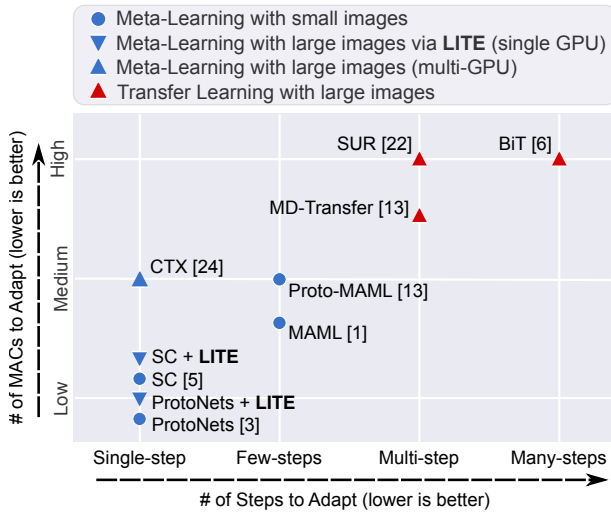 Meta-Learning with small images
Meta-Learning with large images via LITE (single GPU)
Meta-Learning with large images (multi-GPU)
Transfer Learning with large images
# of MACs to Adapt (lower is better)
High
Medium
Low
SUR [22]
BiT [6]
MD-Transfer [13]
CTX [24]
Proto-MAML [13]
MAML [1]
SC + LITE
SC [5]
ProtoNets + LITE
ProtoNets [3]
Single-step
Few-steps
Multi-step
Many-steps
# of Steps to Adapt (lower is better)